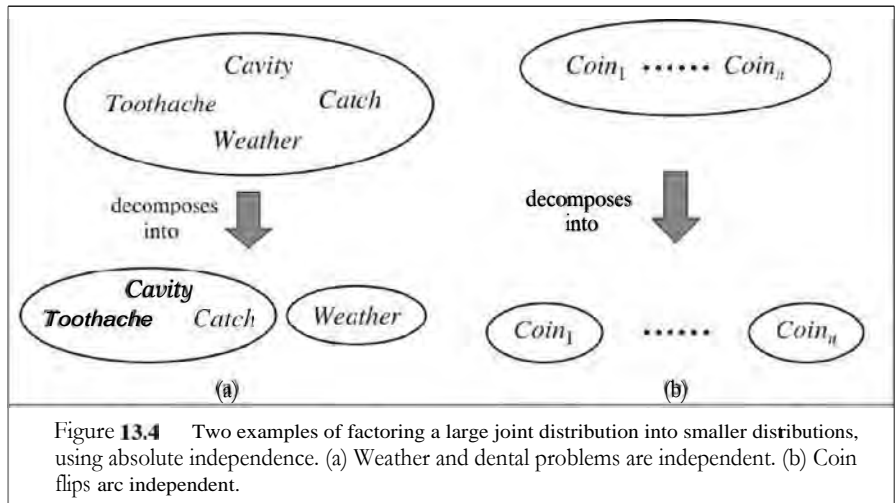 Cavity
Toothache Catch
Weather
decomposes
into
Cavity
Toothache Catch Weather
(a)
Coin1 ...... Coinn
decomposes
into
Coin1 ...... Coinn
(b)
Figure 13.4 Two examples of factoring a large joint distribution into smaller distributions,
using absolute independence. (a) Weather and dental problems are independent. (b) Coin
flips arc independent.